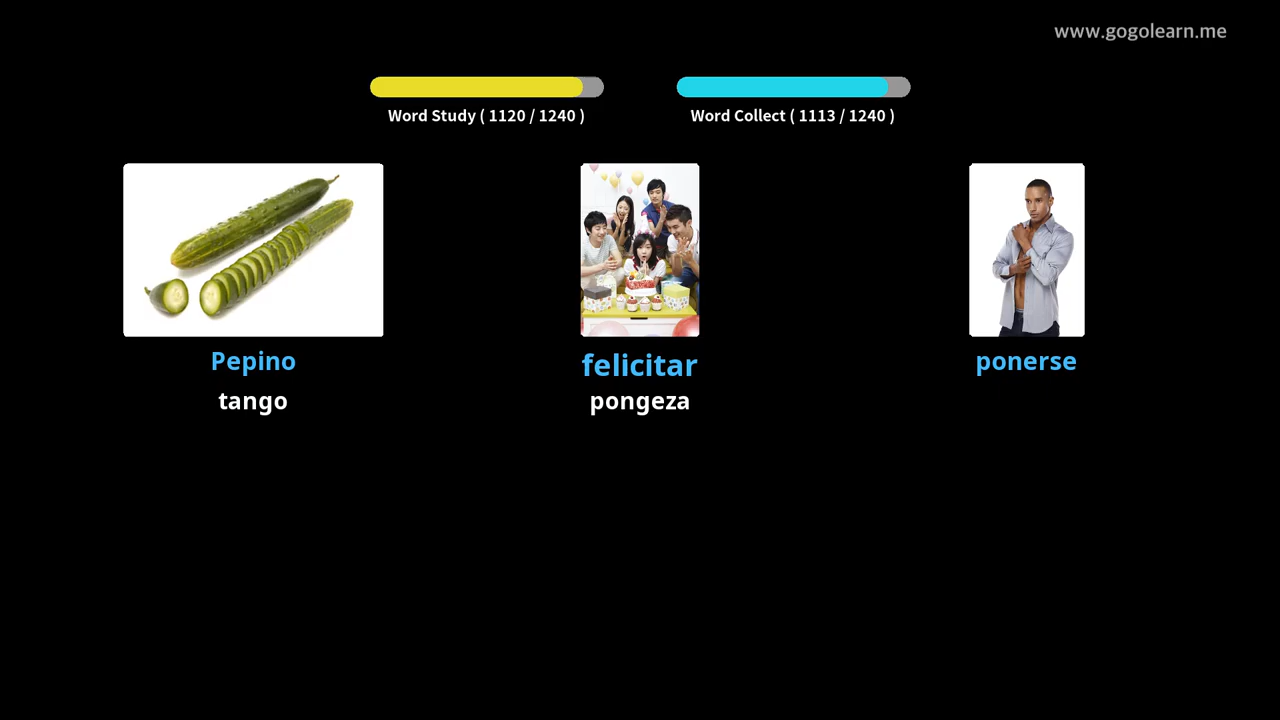 www.gogolearn.me
Word Study ( 1120 / 1240 )
Word Collect ( 1113 / 1240 )
Pepino
felicitar
ponerse
tango
pongeza